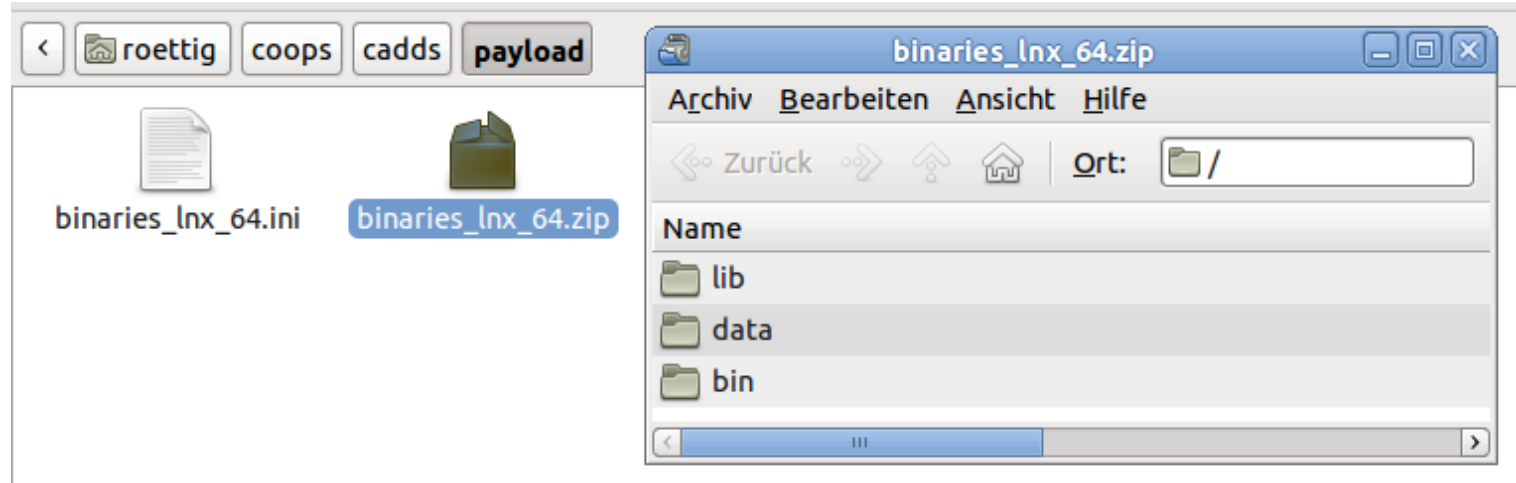 roettig coops cadds payload
binaries_lnx_64.ini binaries_lnx_64.zip
binaries_lnx_64.zip
Archiv Bearbeiten Ansicht Hilfe
Zurück Ort: /
Name
lib
data
bin